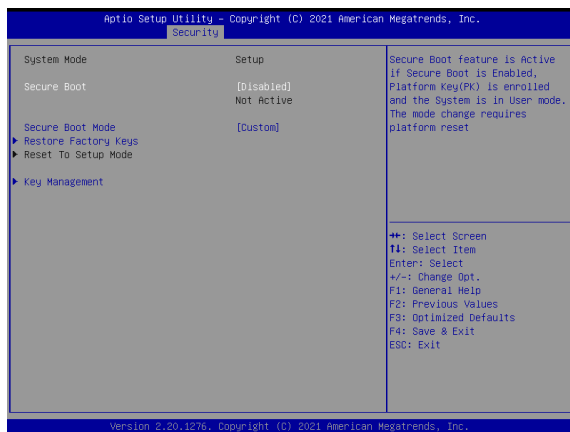 Aptio Setup Utility – Copyright (C) 2021 American Megatrends, Inc.
Security
System Mode Setup
Secure Boot [Disabled]
Not Active
Secure Boot Mode [Custom]
Restore Factory Keys
Reset To Setup Mode
Key Management
Secure Boot feature is Active
if Secure Boot is Enabled,
Platform Key(PK) is enrolled
and the System is in User mode.
The mode change requires
platform reset
→←: Select Screen
↑↓: Select Item
Enter: Select
+/-: Change Opt.
F1: General Help
F2: Previous Values
F3: Optimized Defaults
F4: Save & Exit
ESC: Exit
Version 2.20.1276. Copyright (C) 2021 American Megatrends, Inc.